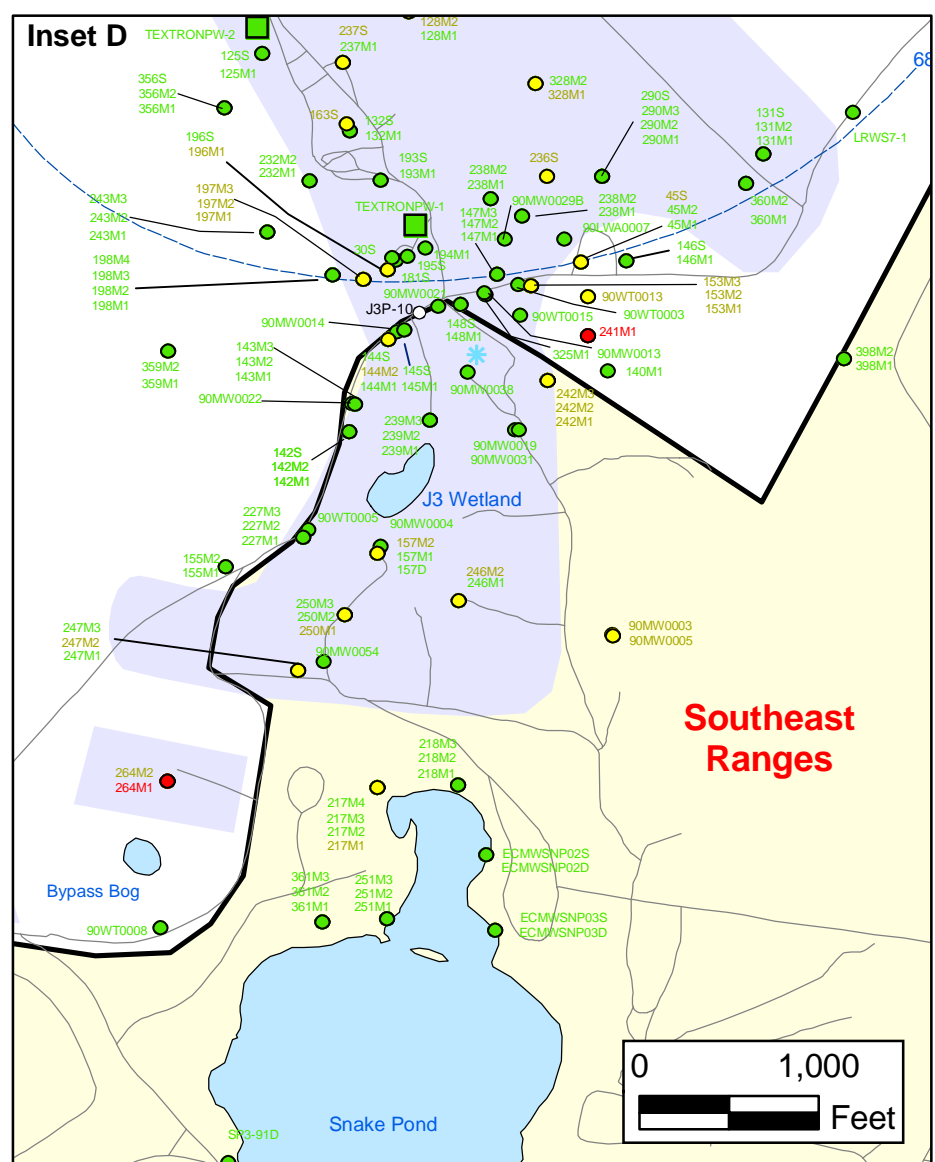 Inset D
TEXTRONPW-2
125S
125M1
237S
237M1
128M2
128M1
68
356S
356M2
356M1
163S
132S
132M1
328M2
328M1
290S
290M3
290M2
290M1
131S
131M2
131M1
LRWS7-1
196S
196M1
232M2
232M1
193S
193M1
236S
238M2
238M1
360M2
360M1
243M3
243M2
243M1
197M3
197M2
197M1
TEXTRONPW-1
147M3
147M2
147M1
90MW0029B
238M2
238M1
90LWA0007
45S
45M2
45M1
146S
146M1
198M4
198M3
198M2
198M1
30S
194M1
195S
181S
90MW0021
J3P-10
153M3
153M2
153M1
90WT0013
90WT0003
90WT0015
241M1
90MW0014
148S
148M1
325M1
90MW0013
140M1
398M2
398M1
359M2
359M1
143M3
143M2
143M1
144S
144M2
144M1
145S
145M1
90MW0038
90MW0022
242M3
242M2
242M1
239M3
239M2
239M1
90MW0019
90MW0031
142S
142M2
142M1
J3 Wetland
227M3
227M2
227M1
90WT0005
90MW0004
157M2
157M1
157D
155M2
155M1
246M2
246M1
250M3
250M2
250M1
247M3
247M2
247M1
90MW0054
90MW0003
90MW0005
Southeast
Ranges
218M3
218M2
218M1
264M2
264M1
217M4
217M3
217M2
217M1
Bypass Bog
ECMWSNP02S
ECMWSNP02D
361M3
361M2
361M1
251M3
251M2
251M1
90WT0008
ECMWSNP03S
ECMWSNP03D
0
1,000
Feet
Snake Pond
SP3-91D